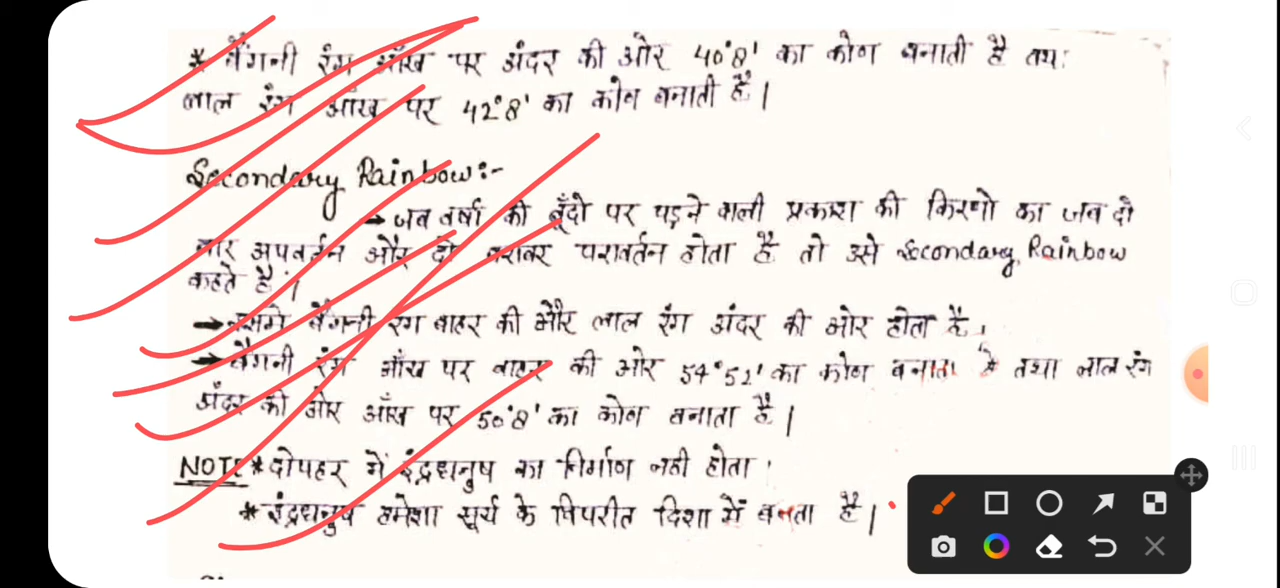 * बैंगनी रंग आँख पर अंदर की ओर 40°8' का कोण बनाती है तथा
लाल रंग आँख पर 42°8' का कोण बनाती है।
Secondary Rainbow:-
→ जब वर्षा की बूँदो पर पड़ने वाली प्रकाश की किरणो का जब दो
बार अपवर्तन और दो बराबर परावर्तन होता है तो उसे Secondary Rainbow
कहते है।
→ इसमे बैंगनी रंग बाहर की और लाल रंग अंदर की ओर होता है।
→ बैंगनी रंग आँख पर बाहर की ओर 54°52' का कोण बनाता है तथा लाल रंग
अंदर की ओर आँख पर 50°8' का कोण बनाता है।
NOTE * दोपहर में इंद्रधनुष का निर्माण नही होता।
* इंद्रधनुष हमेशा सूर्य के विपरीत दिशा में बनता है।